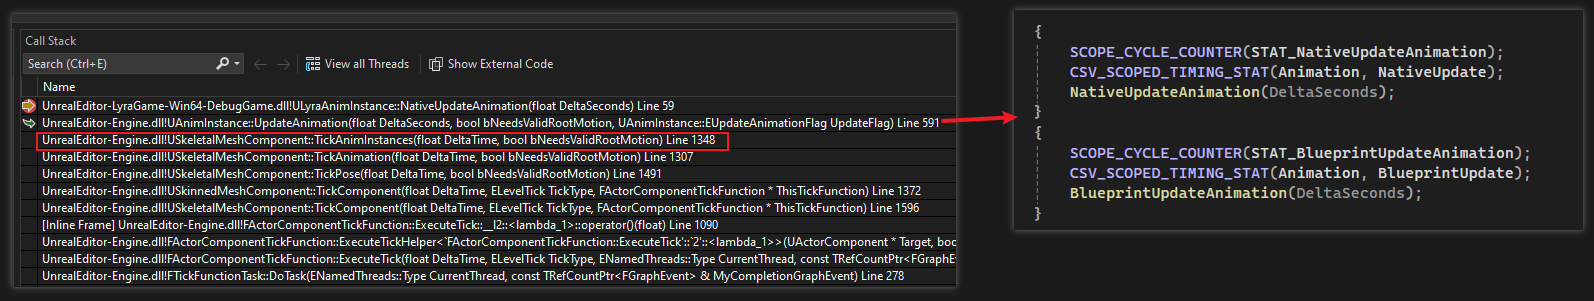 Call Stack
Search (Ctrl+E)
View all Threads
Show External Code
Name
UnrealEditor-LyraGame-Win64-DebugGame.dll!ULyraAnimInstance::NativeUpdateAnimation(float DeltaSeconds) Line 59
UnrealEditor-Engine.dll!UAnimInstance::UpdateAnimation(float DeltaSeconds, bool bNeedsValidRootMotion, UAnimInstance::EUpdateAnimationFlag UpdateFlag) Line 591
UnrealEditor-Engine.dll!USkeletalMeshComponent::TickAnimInstances(float DeltaTime, bool bNeedsValidRootMotion) Line 1348
UnrealEditor-Engine.dll!USkeletalMeshComponent::TickAnimation(float DeltaTime, bool bNeedsValidRootMotion) Line 1307
UnrealEditor-Engine.dll!USkeletalMeshComponent::TickPose(float DeltaTime, bool bNeedsValidRootMotion) Line 1491
UnrealEditor-Engine.dll!USkinnedMeshComponent::TickComponent(float DeltaTime, ELevelTick TickType, FActorComponentTickFunction * ThisTickFunction) Line 1372
UnrealEditor-Engine.dll!USkeletalMeshComponent::TickComponent(float DeltaTime, ELevelTick TickType, FActorComponentTickFunction * ThisTickFunction) Line 1596
[Inline Frame] UnrealEditor-Engine.dll!FActorComponentTickFunction::ExecuteTick::__l2::<lambda_1>::operator()(float) Line 1090
UnrealEditor-Engine.dll!FActorComponentTickFunction::ExecuteTickHelper<`FActorComponentTickFunction::ExecuteTick'::`2'::<lambda_1>>(UActorComponent * Target, boo
UnrealEditor-Engine.dll!FActorComponentTickFunction::ExecuteTick(float DeltaTime, ELevelTick TickType, ENamedThreads::Type CurrentThread, const TRefCountPtr<FGraphEven
UnrealEditor-Engine.dll!FTickFunctionTask::DoTask(ENamedThreads::Type CurrentThread, const TRefCountPtr<FGraphEvent> & MyCompletionGraphEvent) Line 278
{
SCOPE_CYCLE_COUNTER(STAT_NativeUpdateAnimation);
CSV_SCOPED_TIMING_STAT(Animation, NativeUpdate);
NativeUpdateAnimation(DeltaSeconds);
}
{
SCOPE_CYCLE_COUNTER(STAT_BlueprintUpdateAnimation);
CSV_SCOPED_TIMING_STAT(Animation, BlueprintUpdate);
BlueprintUpdateAnimation(DeltaSeconds);
}